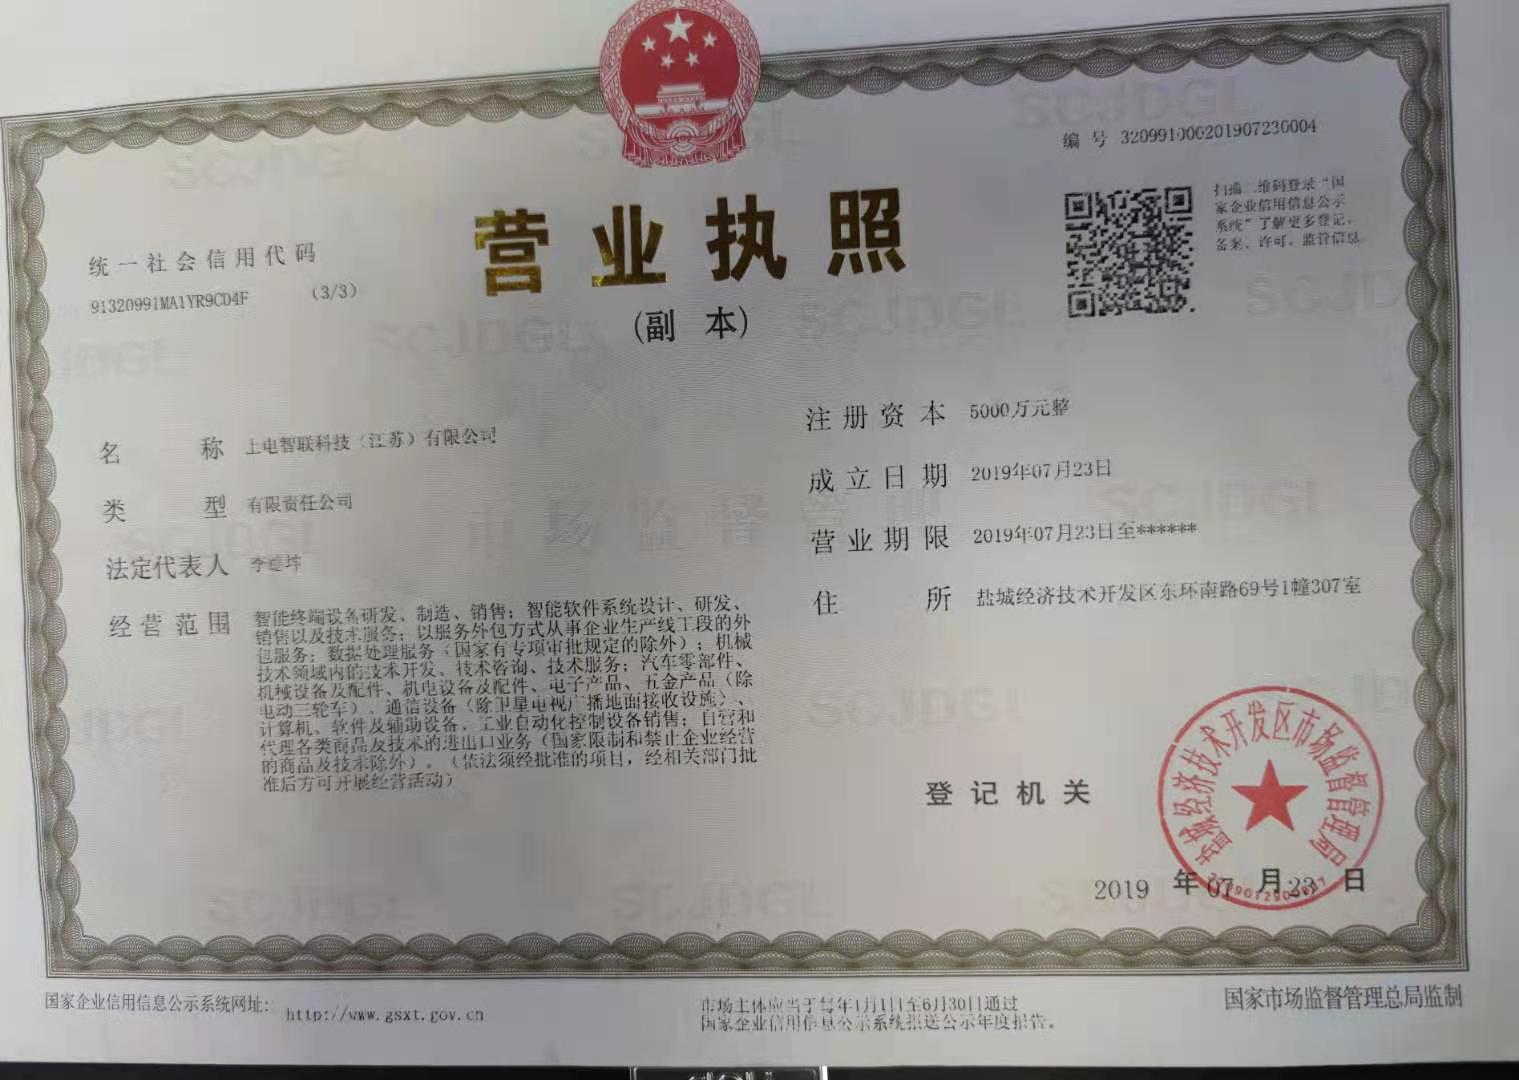 编 号 320991000201907230004
扫描二维码登录"国
家企业信用信息公示
系统"了解更多登记、
备案、许可、监管信息
营业执照
(副 本)
统一社会信用代码
91320991MA1YR9CD4F (3/3)
名 称 上电智联科技（江苏）有限公司
类 型 有限责任公司
法定代表人 李
经营范围 智能终端设备研发、制造、销售；智能软件系统设计、研发、
销售以及技术服务；以服务外包方式从事企业生产线工段的外
包服务；数据处理服务（国家有专项审批规定的除外）；机械
技术领域内的技术开发、技术咨询、技术服务；汽车零部件、
机械设备及配件、机电设备及配件、电子产品、五金产品（除
电动三轮车）、通信设备（除卫星电视广播地面接收设施）、
计算机、软件及辅助设备、工业自动化控制设备销售；自营和
代理各类商品及技术的进出口业务（国家限制和禁止企业经营
的商品及技术除外）。（依法须经批准的项目，经相关部门批
准后方可开展经营活动）
注册资本 5000万元整
成立日期 2019年07月23日
营业期限 2019年07月23日至******
住 所 盐城经济技术开发区东环南路69号1幢307室
登记机关
盐城经济技术开发区市场监督管理局
2019 年 07 月 23 日
国家企业信用信息公示系统网址： http://www.gsxt.gov.cn
市场主体应当于每年1月1日至6月30日通过
国家企业信用信息公示系统报送公示年度报告。
国家市场监督管理总局监制
SCJDGL
市场监督管理